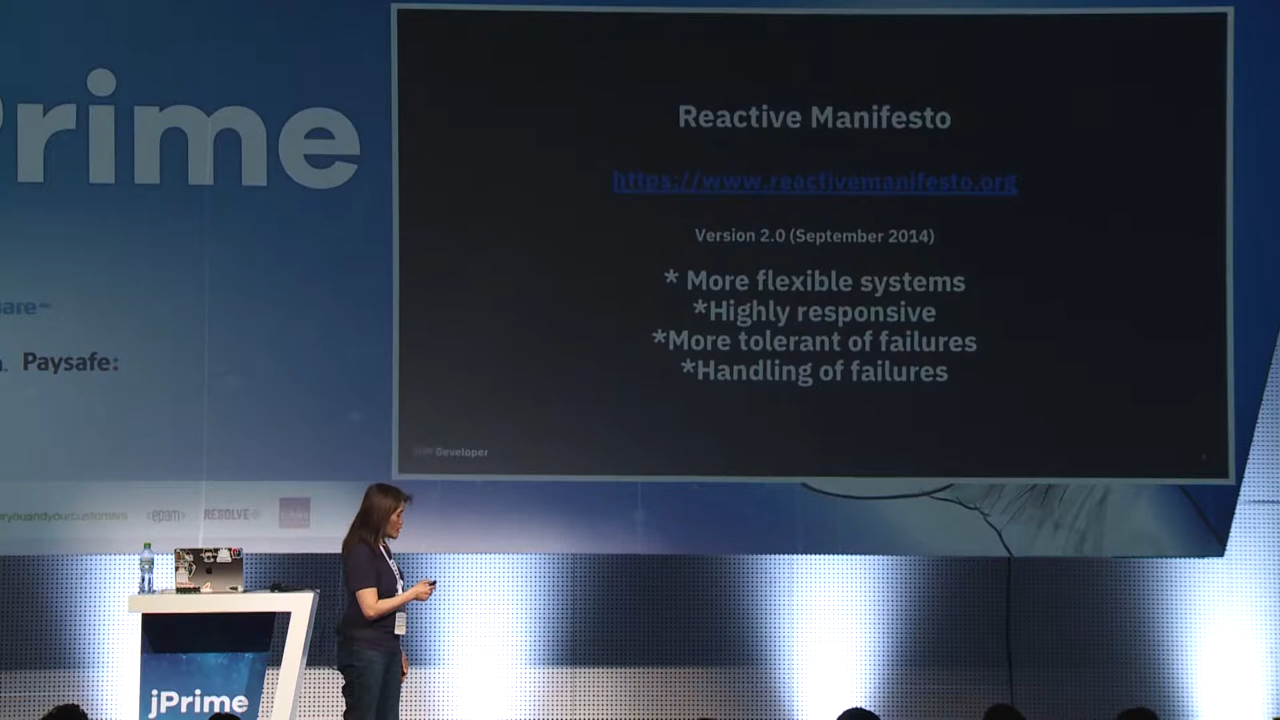 Prime
Reactive Manifesto
https://www.reactivemanifesto.org
Version 2.0 (September 2014)
* More flexible systems
*Highly responsive
*More tolerant of failures
*Handling of failures
Developer
Paysafe:
<epam>
RESOLVE
jPrime